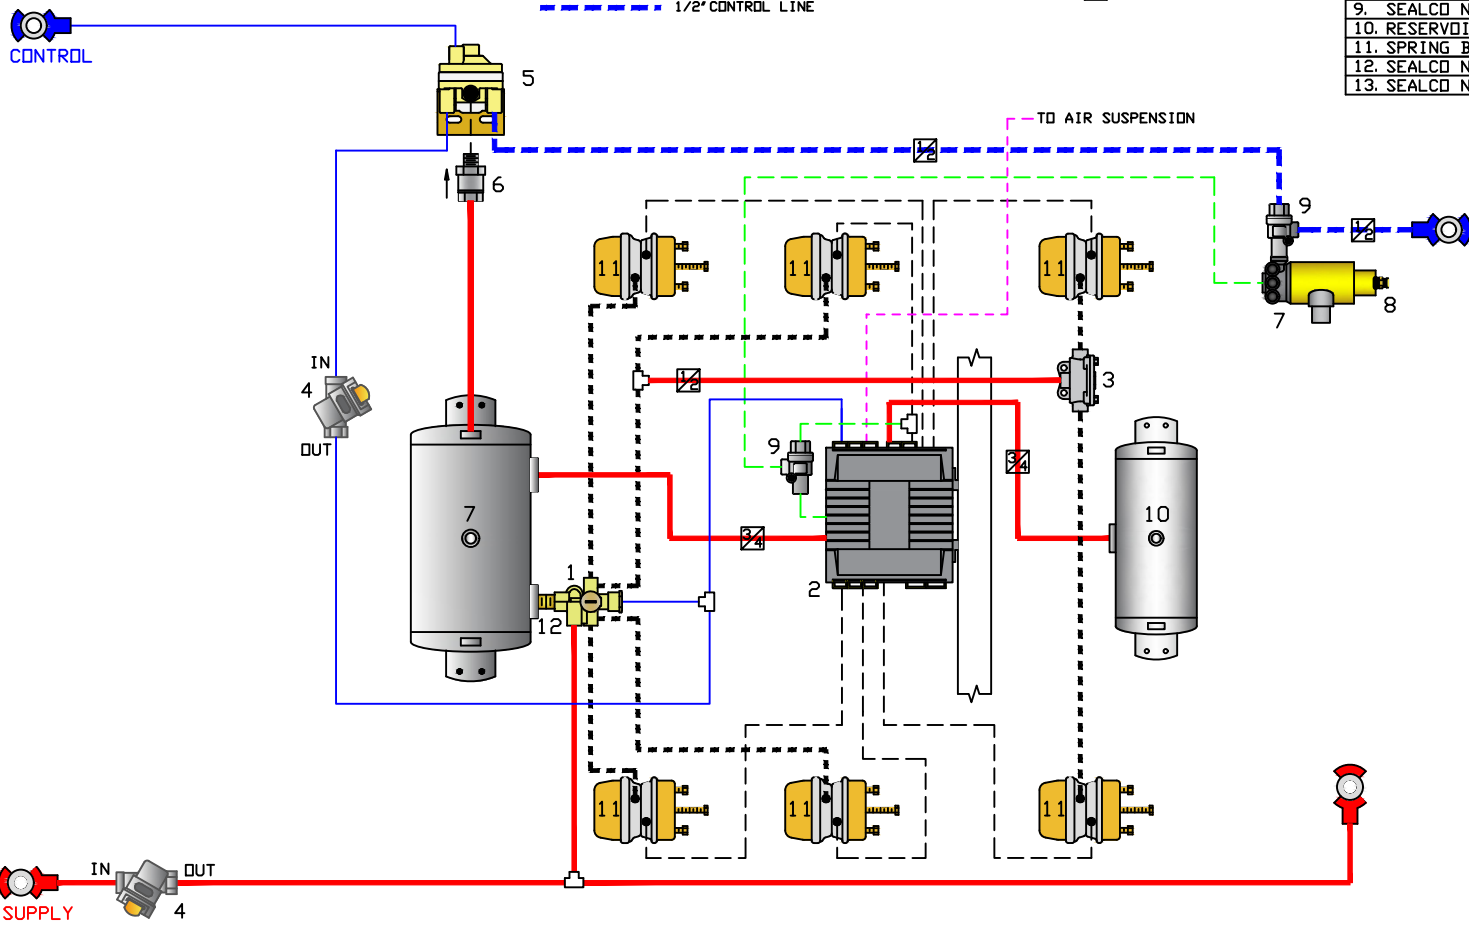 1/2" CONTROL LINE
9. SEALCO N
10. RESERVOI
11. SPRING B
12. SEALCO N
13. SEALCO N
CONTROL
5
TO AIR SUSPENSION
1/2
6
9
1/2
11
11
11
7
8
IN
4
OUT
1/2
3
9
3/4
7
10
3/4
1
2
12
11
11
11
IN
OUT
4
SUPPLY